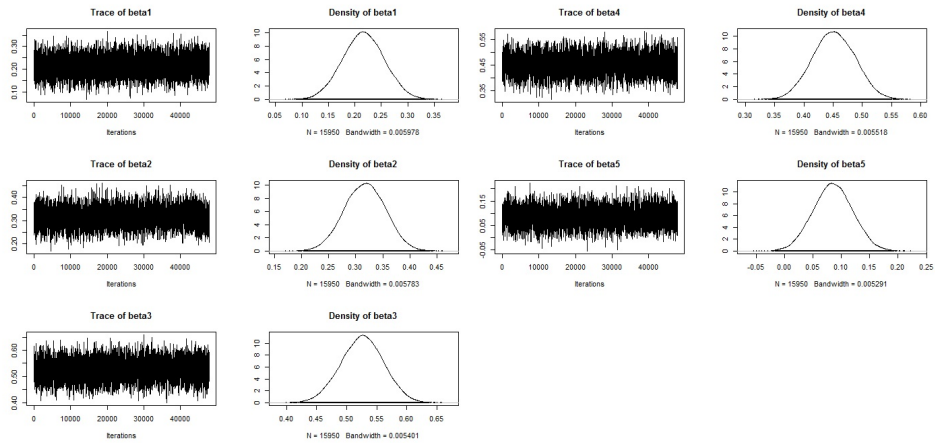 Trace of beta1
0.10 0.20 0.30
0 10000 20000 30000 40000
Iterations
Density of beta1
0 2 4 6 8 10
0.05 0.10 0.15 0.20 0.25 0.30 0.35
N = 15950 Bandwidth = 0.005978
Trace of beta4
0.35 0.45 0.55
0 10000 20000 30000 40000
Iterations
Density of beta4
0 2 4 6 8 10
0.30 0.35 0.40 0.45 0.50 0.55 0.60
N = 15950 Bandwidth = 0.005518
Trace of beta2
0.20 0.30 0.40
0 10000 20000 30000 40000
Iterations
Density of beta2
0 2 4 6 8 10
0.15 0.20 0.25 0.30 0.35 0.40 0.45
N = 15950 Bandwidth = 0.005783
Trace of beta5
-0.05 0.05 0.15
0 10000 20000 30000 40000
Iterations
Density of beta5
0 2 4 6 8 10
-0.05 0.00 0.05 0.10 0.15 0.20 0.25
N = 15950 Bandwidth = 0.005291
Trace of beta3
0.40 0.50 0.60
0 10000 20000 30000 40000
Iterations
Density of beta3
0 2 4 6 8 10
0.40 0.45 0.50 0.55 0.60 0.65
N = 15950 Bandwidth = 0.005401